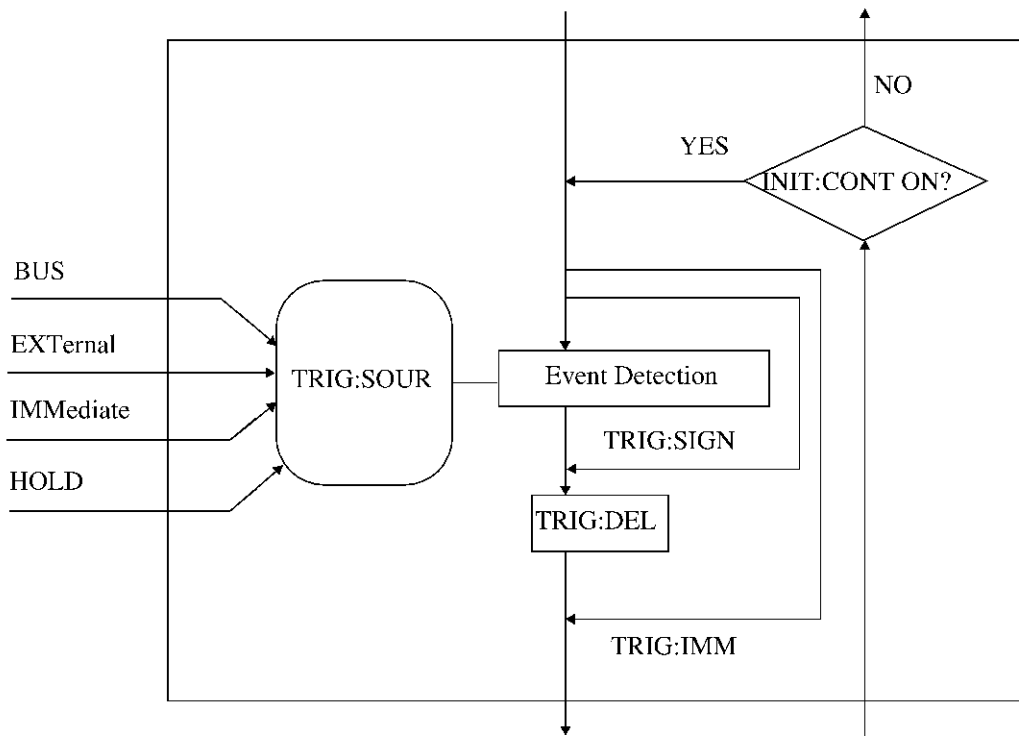 NO
YES
INIT:CONT ON?
BUS
EXTernal
TRIG:SOUR
Event Detection
IMMediate
TRIG:SIGN
HOLD
TRIG:DEL
TRIG:IMM